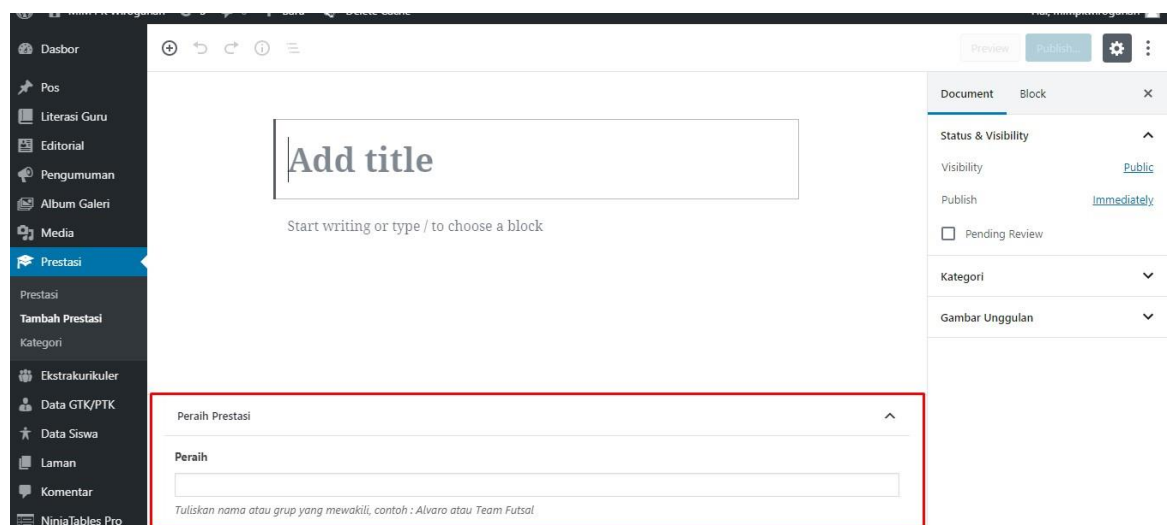 Dasbor
Pos
Literasi Guru
Editorial
Pengumuman
Album Galeri
Media
Prestasi
Prestasi
Tambah Prestasi
Kategori
Ekstrakurikuler
Data GTK/PTK
Data Siswa
Laman
Komentar
NinjaTables Pro
Preview
Publish...
Add title
Start writing or type / to choose a block
Document Block
Status & Visibility
Visibility Public
Publish Immediately
Pending Review
Kategori
Gambar Unggulan
Peraih Prestasi
Peraih
Tuliskan nama atau grup yang mewakili, contoh : Alvaro atau Team Futsal